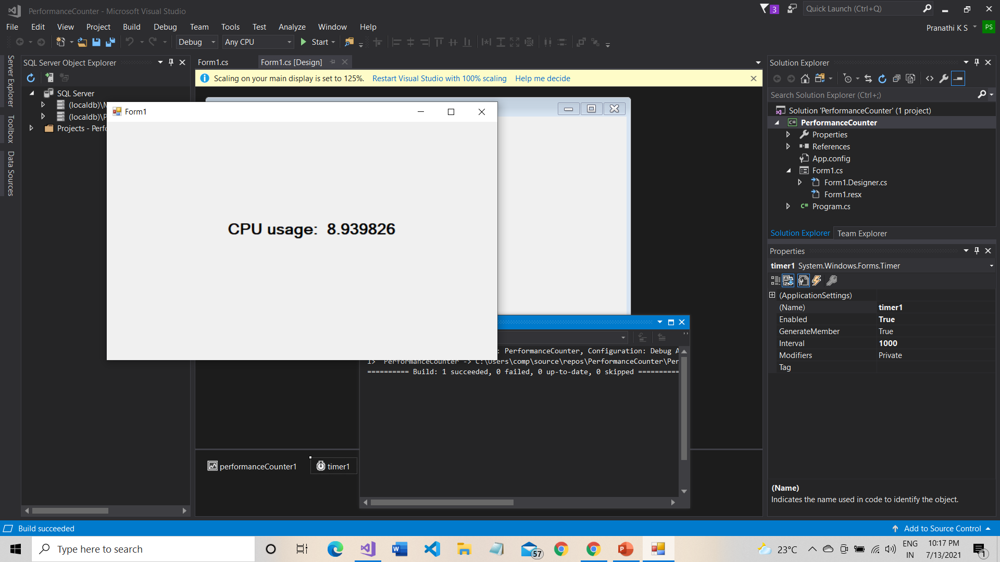 PerformanceCounter - Microsoft Visual Studio
3
Quick Launch (Ctrl+Q)
File Edit View Project Build Debug Team Tools Test Analyze Window Help
Pranathi K S
PS
Debug
Any CPU
Start
Server Explorer
Toolbox
Data Sources
SQL Server Object Explorer
SQL Server
(localdb)\M
(localdb)\P
Projects - Perfo
Form1.cs
Form1.cs [Design]
Scaling on your main display is set to 125%. Restart Visual Studio with 100% scaling Help me decide
Form1
CPU usage: 8.939826
: PerformanceCounter, Configuration: Debug A
1> PerformanceCounter -> C:\Users\comp\source\repos\PerformanceCounter\Per
========== Build: 1 succeeded, 0 failed, 0 up-to-date, 0 skipped ==========
performanceCounter1
timer1
Solution Explorer
Search Solution Explorer (Ctrl+;)
Solution 'PerformanceCounter' (1 project)
C# PerformanceCounter
Properties
References
App.config
Form1.cs
Form1.Designer.cs
Form1.resx
C# Program.cs
Solution Explorer Team Explorer
Properties
timer1 System.Windows.Forms.Timer
(ApplicationSettings)
(Name) timer1
Enabled True
GenerateMember True
Interval 1000
Modifiers Private
Tag
(Name)
Indicates the name used in code to identify the object.
Build succeeded
Add to Source Control
Type here to search
57
23°C
ENG
IN
10:17 PM
7/13/2021
1